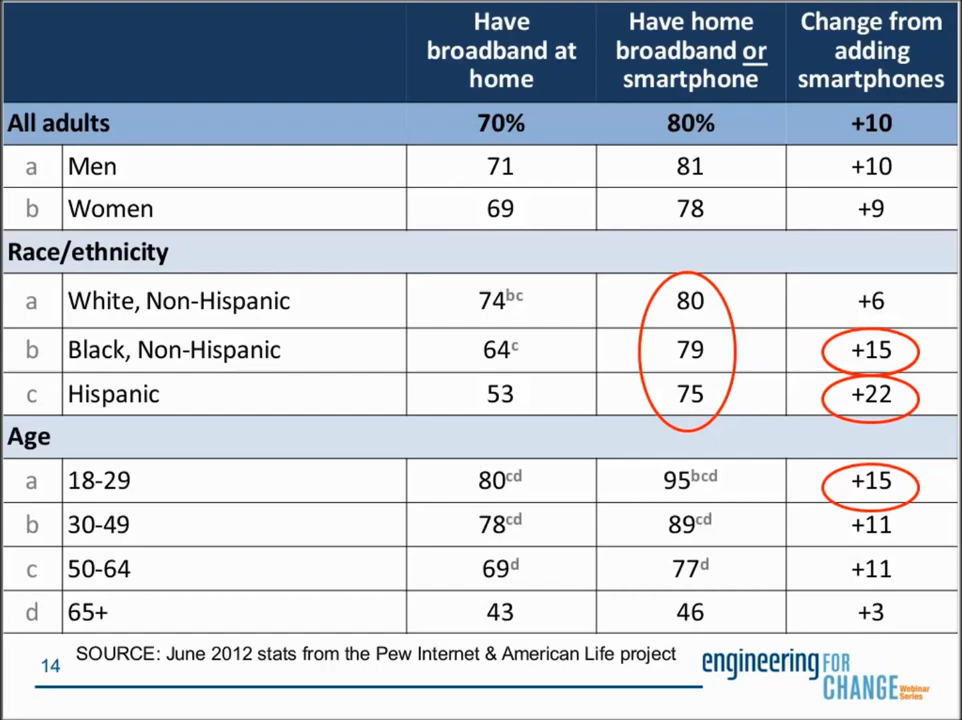 Have broadband at home
Have home broadband or smartphone
Change from adding smartphones
All adults 70% 80% +10
a Men 71 81 +10
b Women 69 78 +9
Race/ethnicity
a White, Non-Hispanic 74bc 80 +6
b Black, Non-Hispanic 64c 79 +15
c Hispanic 53 75 +22
Age
a 18-29 80cd 95bcd +15
b 30-49 78cd 89cd +11
c 50-64 69d 77d +11
d 65+ 43 46 +3
14 SOURCE: June 2012 stats from the Pew Internet & American Life project
engineering FOR
CHANGE Webinar Series